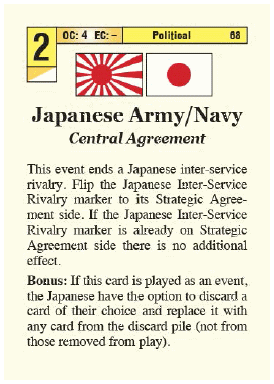 2 OC: 4 EC: – Political 68
Japanese Army/Navy
Central Agreement
This event ends a Japanese inter-service
rivalry. Flip the Japanese Inter-Service
Rivalry marker to its Strategic Agree-
ment side. If the Japanese Inter-Service
Rivalry marker is already on Strategic
Agreement side there is no additional
effect.
Bonus: If this card is played as an event,
the Japanese have the option to discard a
card of their choice and replace it with
any card from the discard pile (not from
those removed from play).